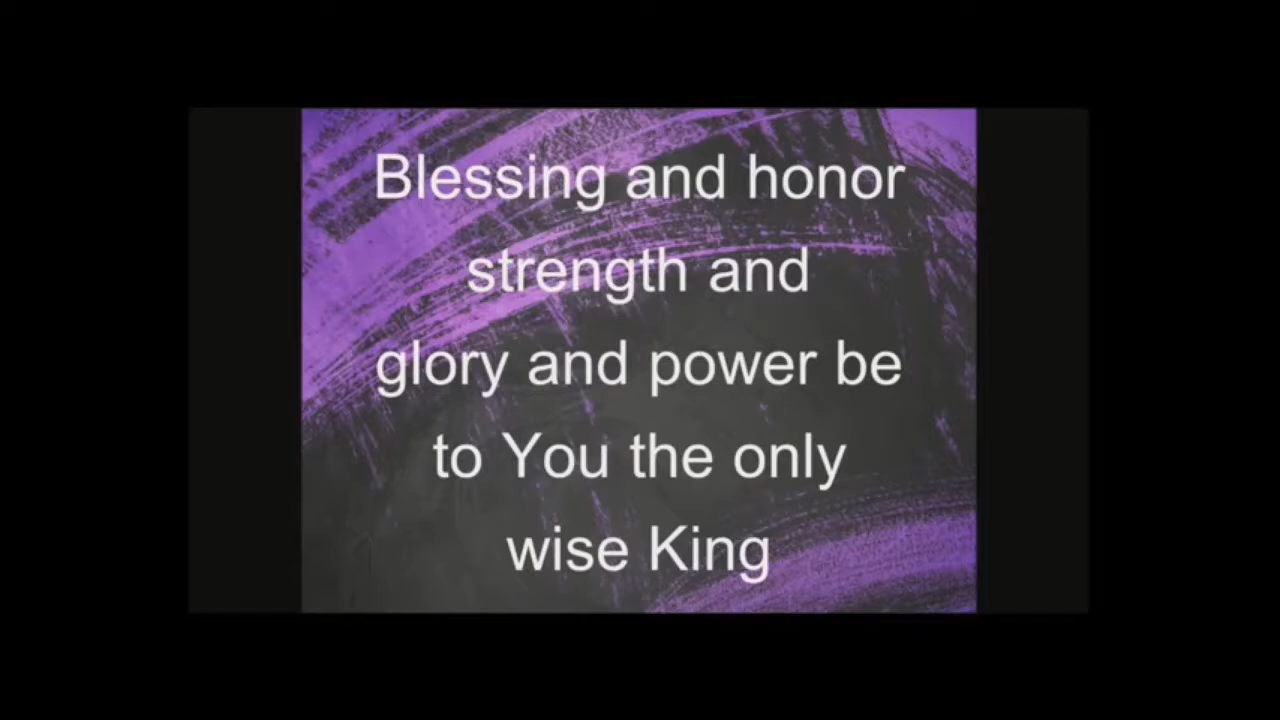 Blessing and honor
strength and
glory and power be
to You the only
wise King